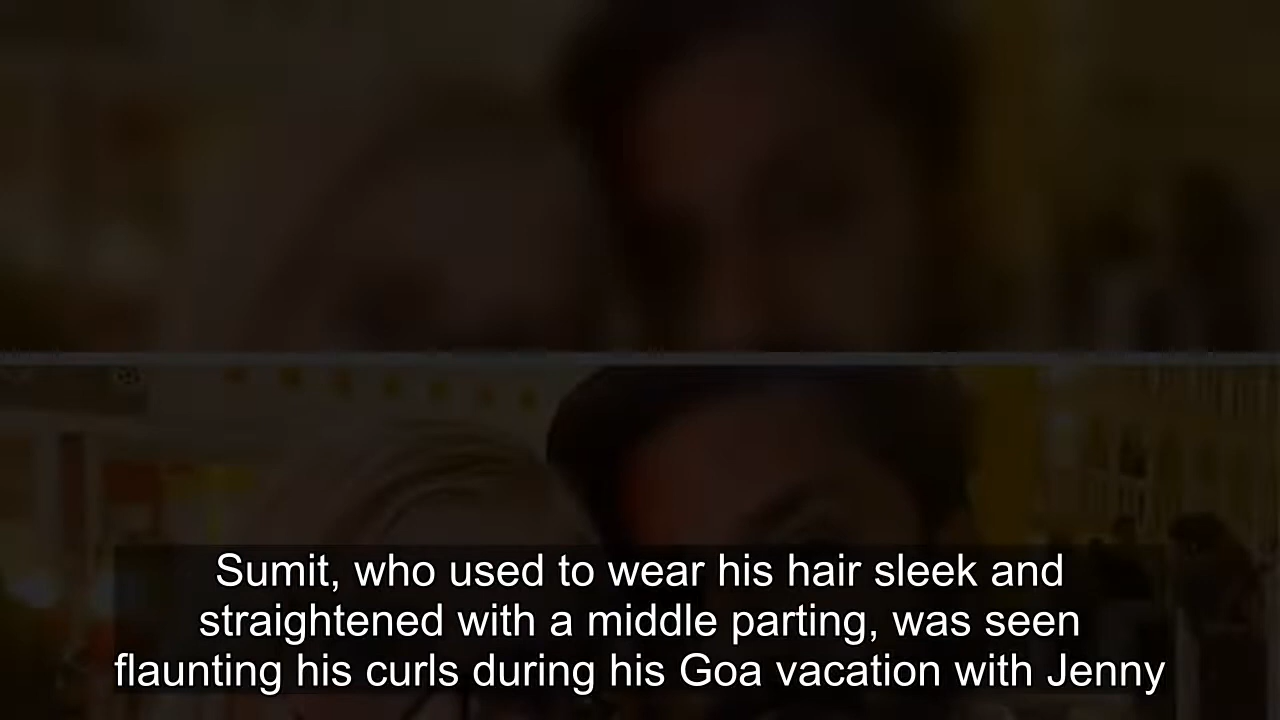 Sumit, who used to wear his hair sleek and
straightened with a middle parting, was seen
flaunting his curls during his Goa vacation with Jenny